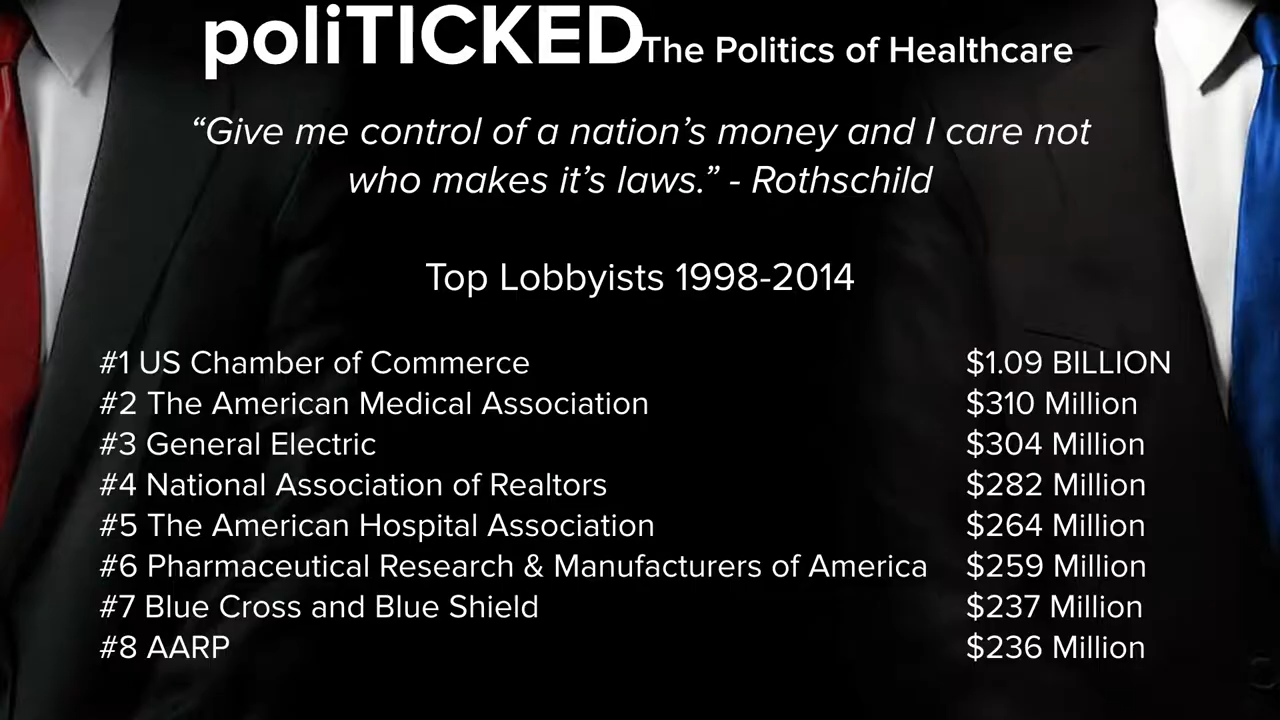 poliTICKED The Politics of Healthcare
“Give me control of a nation’s money and I care not
who makes it’s laws.” - Rothschild
Top Lobbyists 1998-2014
#1 US Chamber of Commerce $1.09 BILLION
#2 The American Medical Association $310 Million
#3 General Electric $304 Million
#4 National Association of Realtors $282 Million
#5 The American Hospital Association $264 Million
#6 Pharmaceutical Research & Manufacturers of America $259 Million
#7 Blue Cross and Blue Shield $237 Million
#8 AARP $236 Million